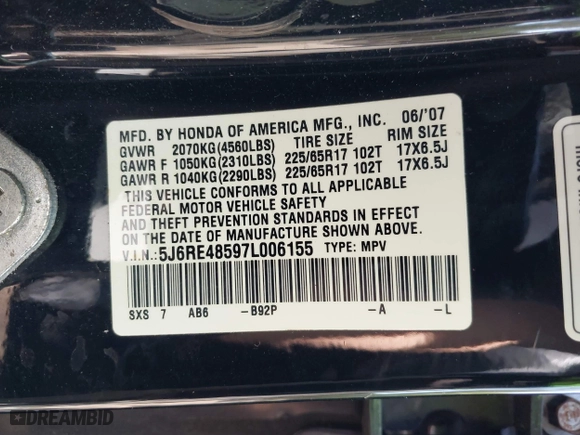 MFD. BY HONDA OF AMERICA MFG., INC. 06/'07
GVWR 2070KG(4560LBS) TIRE SIZE RIM SIZE
GAWR F 1050KG(2310LBS) 225/65R17 102T 17X6.5J
GAWR R 1040KG(2290LBS) 225/65R17 102T 17X6.5J
THIS VEHICLE CONFORMS TO ALL APPLICABLE
FEDERAL MOTOR VEHICLE SAFETY
AND THEFT PREVENTION STANDARDS IN EFFECT
ON THE DATE OF MANUFACTURE SHOWN ABOVE.
V.I.N.: 5J6RE48597L006155 TYPE: MPV
SXS 7 AB6 -B92P -A -L
DREAMBID